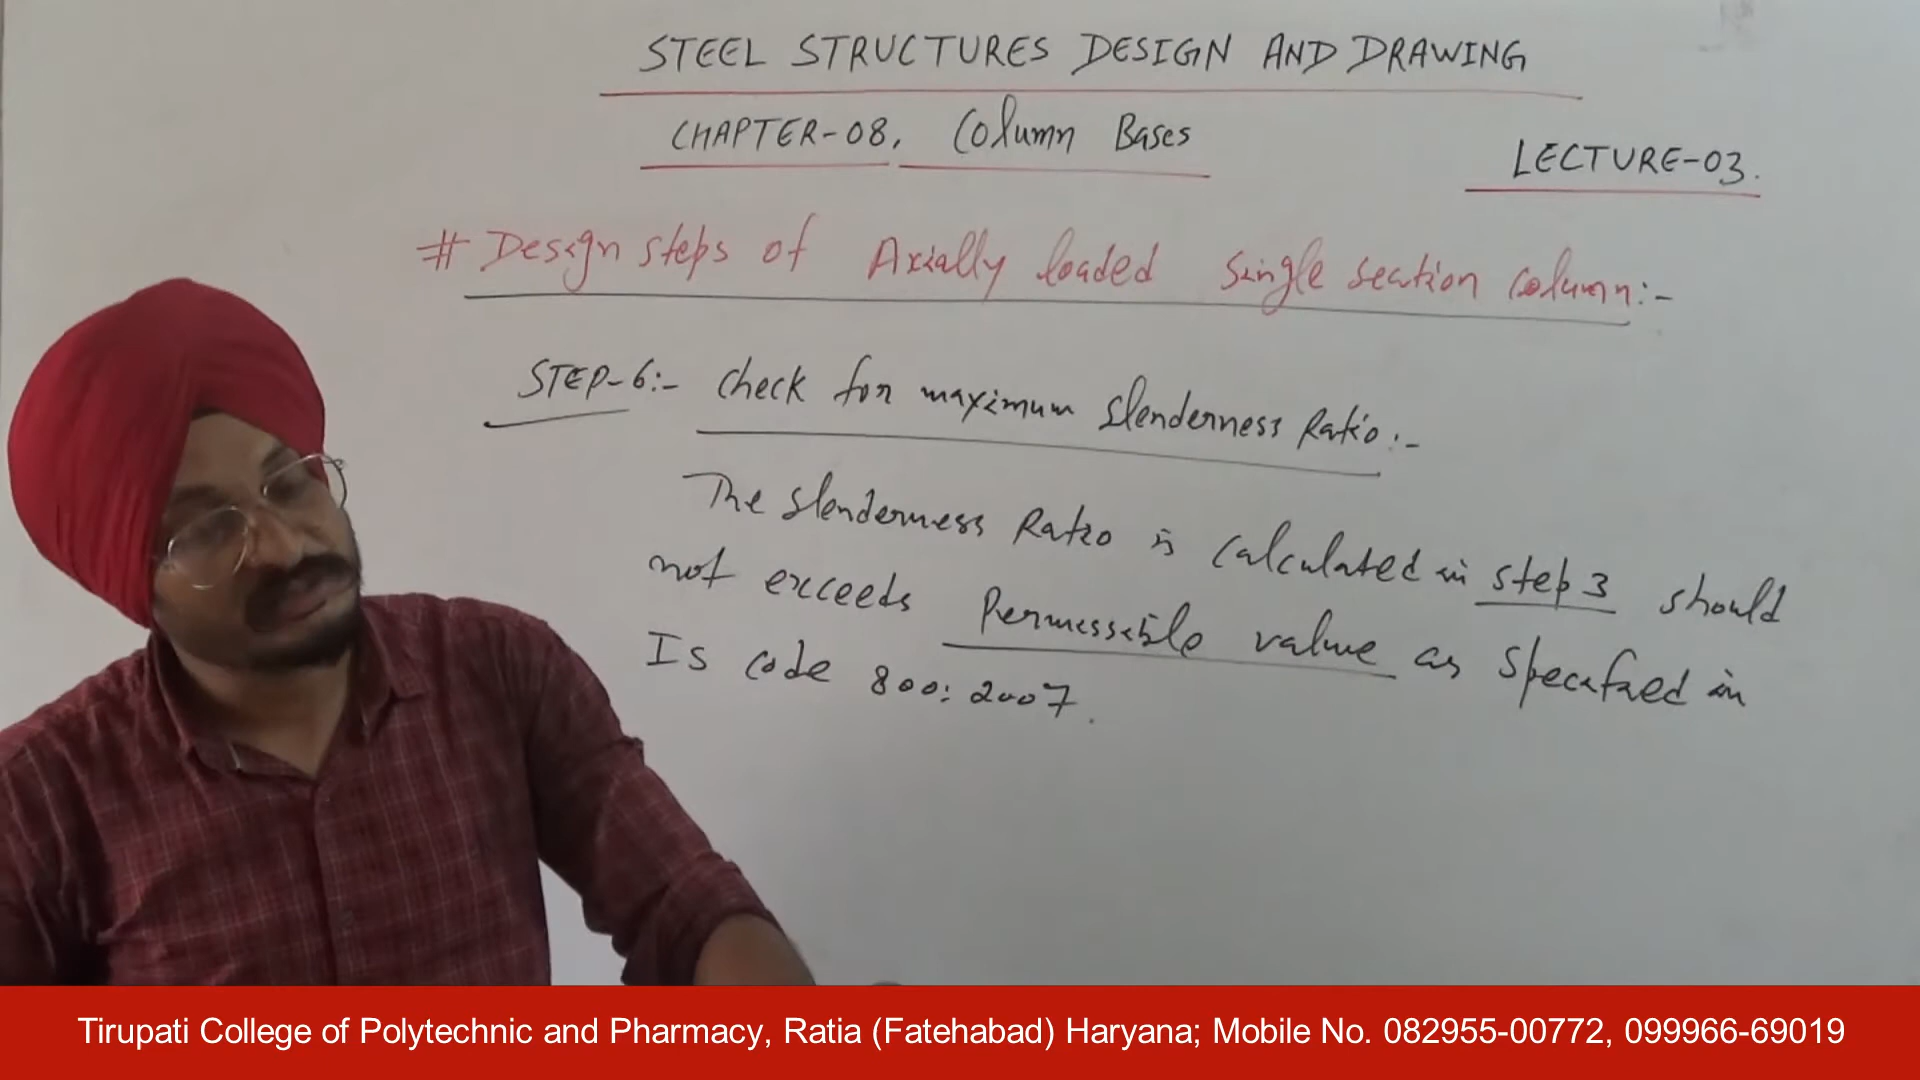 STEEL STRUCTURES DESIGN AND DRAWING
CHAPTER-08. Column Bases
LECTURE-03.
# Design steps of Axially loaded Single section Column:-
STEP-6:- Check for maximum Slenderness Ratio:-
The Slenderness Ratio is calculated in step 3 should
not exceeds Permissible value as specified in
Is code 800:2007.
Tirupati College of Polytechnic and Pharmacy, Ratia (Fatehabad) Haryana; Mobile No. 082955-00772, 099966-69019